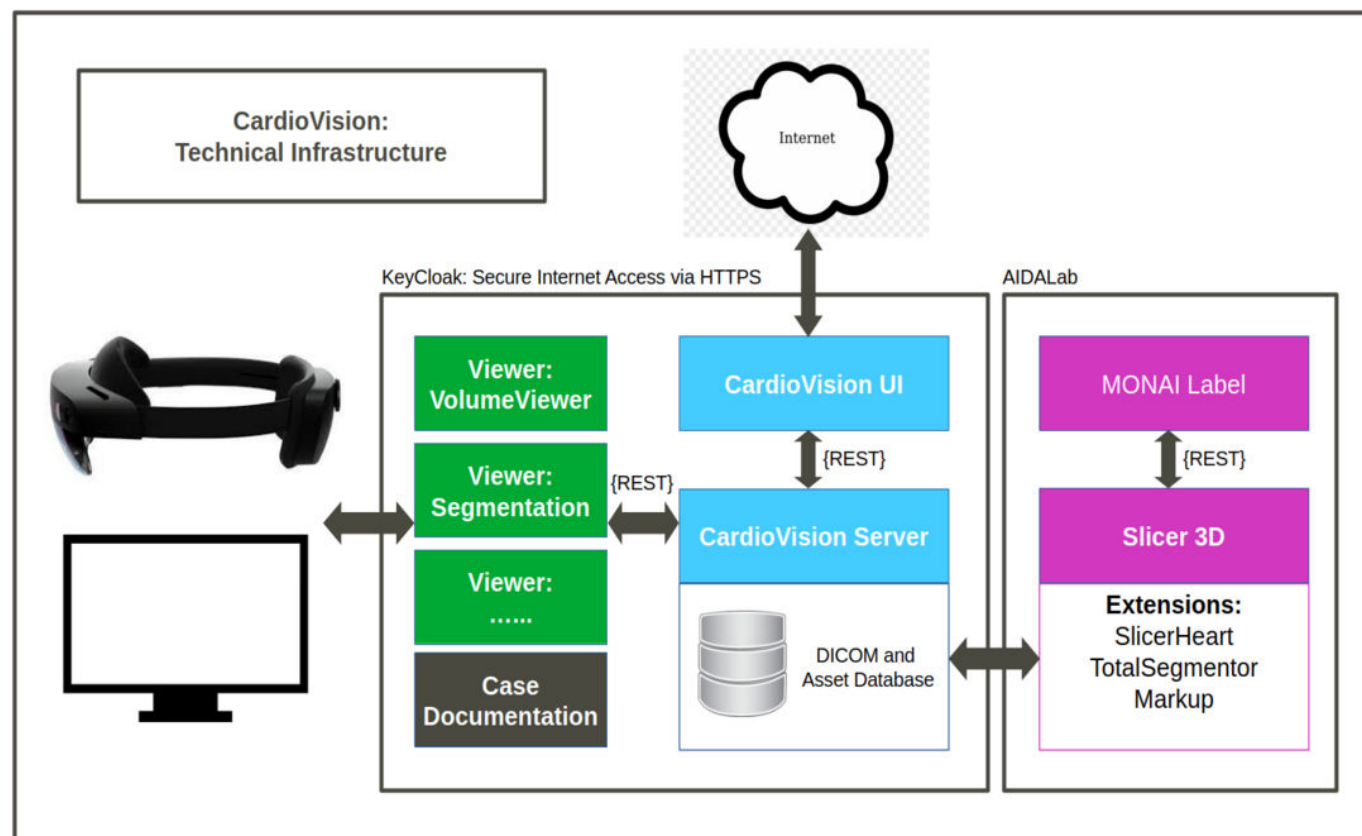 CardioVision:
Technical Infrastructure
Internet
KeyCloak: Secure Internet Access via HTTPS
AIDALab
Viewer:
VolumeViewer
CardioVision UI
MONAI Label
{REST}
{REST}
Viewer:
Segmentation
{REST}
CardioVision Server
Slicer 3D
Viewer:
......
DICOM and
Asset Database
Extensions:
SlicerHeart
TotalSegmentor
Markup
Case
Documentation